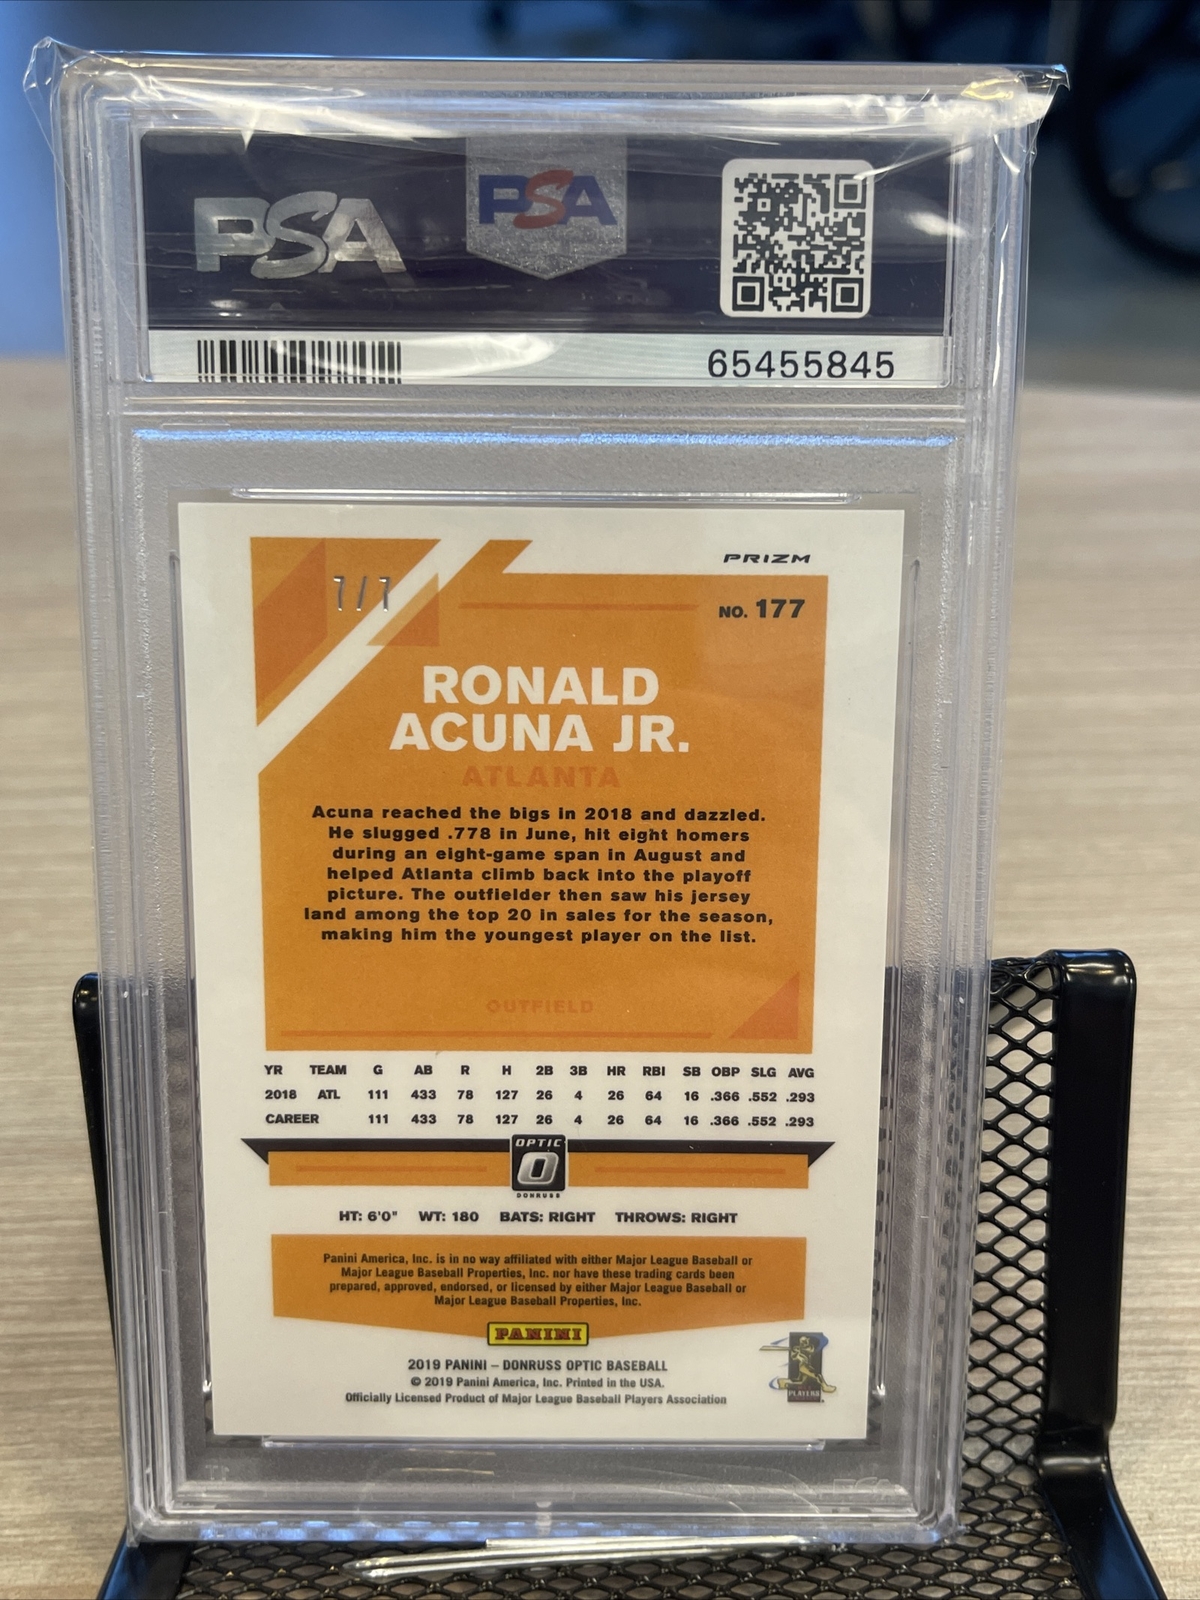 PSA
PSA
65455845
PRIZM
7/7
NO. 177
RONALD
ACUNA JR.
ATLANTA
Acuna reached the bigs in 2018 and dazzled.
He slugged .778 in June, hit eight homers
during an eight-game span in August and
helped Atlanta climb back into the playoff
picture. The outfielder then saw his jersey
land among the top 20 in sales for the season,
making him the youngest player on the list.
OUTFIELD
YR TEAM G AB R H 2B 3B HR RBI SB OBP SLG AVG
2018 ATL 111 433 78 127 26 4 26 64 16 .366 .552 .293
CAREER 111 433 78 127 26 4 26 64 16 .366 .552 .293
OPTIC
DONRUSS
HT: 6'0" WT: 180 BATS: RIGHT THROWS: RIGHT
Panini America, Inc. is in no way affiliated with either Major League Baseball or
Major League Baseball Properties, Inc. nor have these trading cards been
prepared, approved, endorsed, or licensed by either Major League Baseball or
Major League Baseball Properties, Inc.
PANINI
2019 PANINI – DONRUSS OPTIC BASEBALL
© 2019 Panini America, Inc. Printed in the USA.
Officially Licensed Product of Major League Baseball Players Association
PLAYERS
PSA